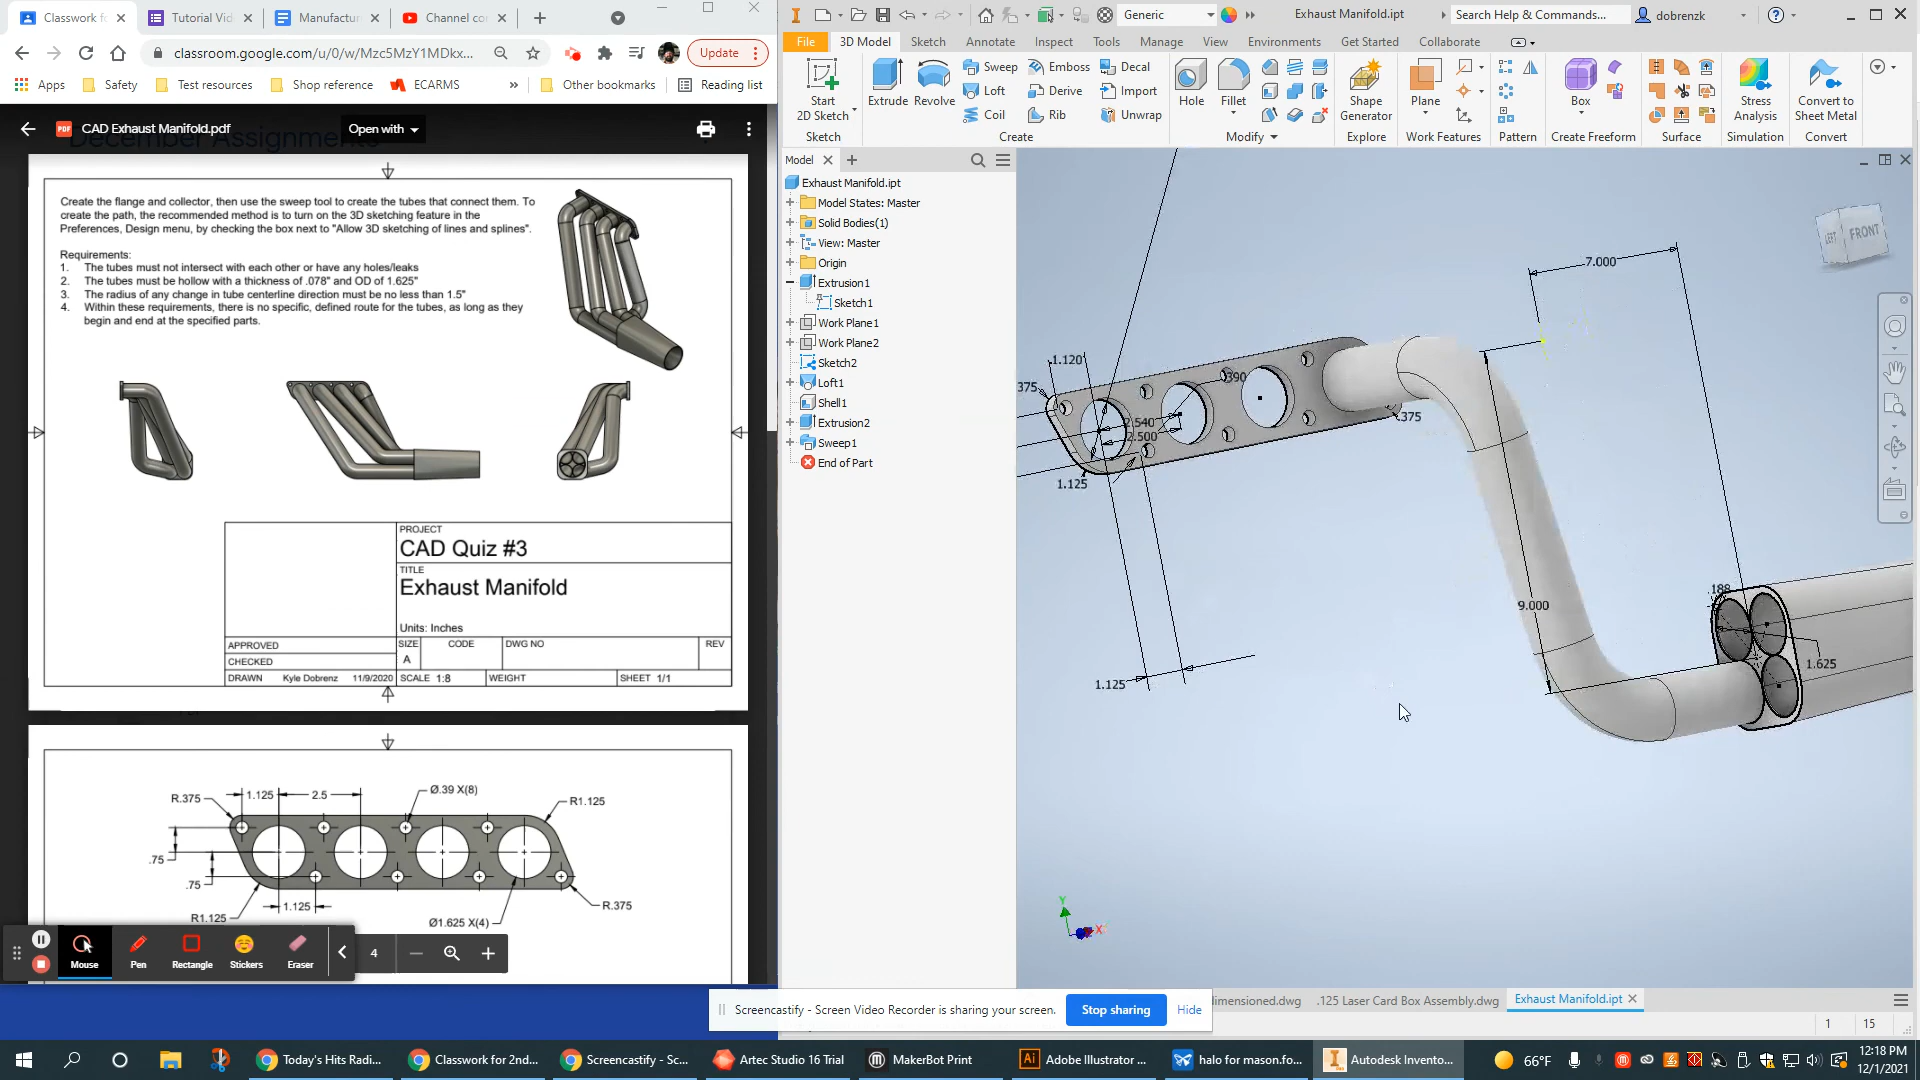 Classwork f
Tutorial Vid
Manufactur
Channel co
Update
classroom.google.com/u/0/w/Mzc5MzY1MDkx...
Apps
Safety
Test resources
Shop reference
ECARMS
»
Other bookmarks
Reading list
CAD Exhaust Manifold.pdf
Open with
December Assignments
Create the flange and collector, then use the sweep tool to create the tubes that connect them. To
create the path, the recommended method is to turn on the 3D sketching feature in the
Preferences, Design menu, by checking the box next to "Allow 3D sketching of lines and splines".
Requirements:
1. The tubes must not intersect with each other or have any holes/leaks
2. The tubes must be hollow with a thickness of .078" and OD of 1.625"
3. The radius of any change in tube centerline direction must be no less than 1.5"
4. Within these requirements, there is no specific, defined route for the tubes, as long as they
begin and end at the specified parts.
PROJECT
CAD Quiz #3
TITLE
Exhaust Manifold
Units: Inches
APPROVED
SIZE
CODE
DWG NO
REV
CHECKED
A
DRAWN Kyle Dobrenz 11/9/2020
SCALE 1:8
WEIGHT
SHEET 1/1
R.375
1.125
2.5
Ø.39 X(8)
R1.125
.75
.75
R1.125
1.125
Ø1.625 X(4)
R.375
Mouse
Pen
Rectangle
Stickers
Eraser
4
Generic
Exhaust Manifold.ipt
Search Help & Commands...
dobrenzk
File
3D Model
Sketch
Annotate
Inspect
Tools
Manage
View
Environments
Get Started
Collaborate
Start
2D Sketch
Extrude
Revolve
Sweep
Loft
Coil
Emboss
Derive
Rib
Decal
Import
Unwrap
Hole
Fillet
Shape
Generator
Plane
Box
Stress
Analysis
Convert to
Sheet Metal
Sketch
Create
Modify
Explore
Work Features
Pattern
Create Freeform
Surface
Simulation
Convert
Model
Exhaust Manifold.ipt
Model States: Master
Solid Bodies(1)
View: Master
Origin
Extrusion1
Sketch1
Work Plane1
Work Plane2
Sketch2
Loft1
Shell1
Extrusion2
Sweep1
End of Part
LEFT
FRONT
7.000
1.120
375
.390
2.540
2.500
.375
1.125
9.000
.188
1.625
1.125
Y
X
Screencastify - Screen Video Recorder is sharing your screen.
Stop sharing
Hide
dimensioned.dwg
.125 Laser Card Box Assembly.dwg
Exhaust Manifold.ipt
1
15
Today's Hits Radi...
Classwork for 2nd...
Screencastify - Sc...
Artec Studio 16 Trial
MakerBot Print
Adobe Illustrator ...
halo for mason.fo...
Autodesk Invento...
66°F
12:18 PM
12/1/2021